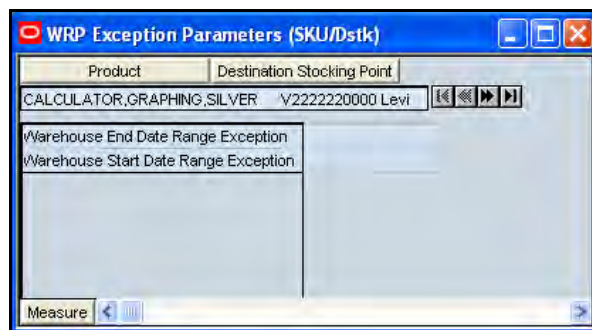 WRP Exception Parameters (SKU/Dstk)
Product Destination Stocking Point
CALCULATOR,GRAPHING,SILVER V2222220000 Levi
Warehouse End Date Range Exception
Warehouse Start Date Range Exception
Measure